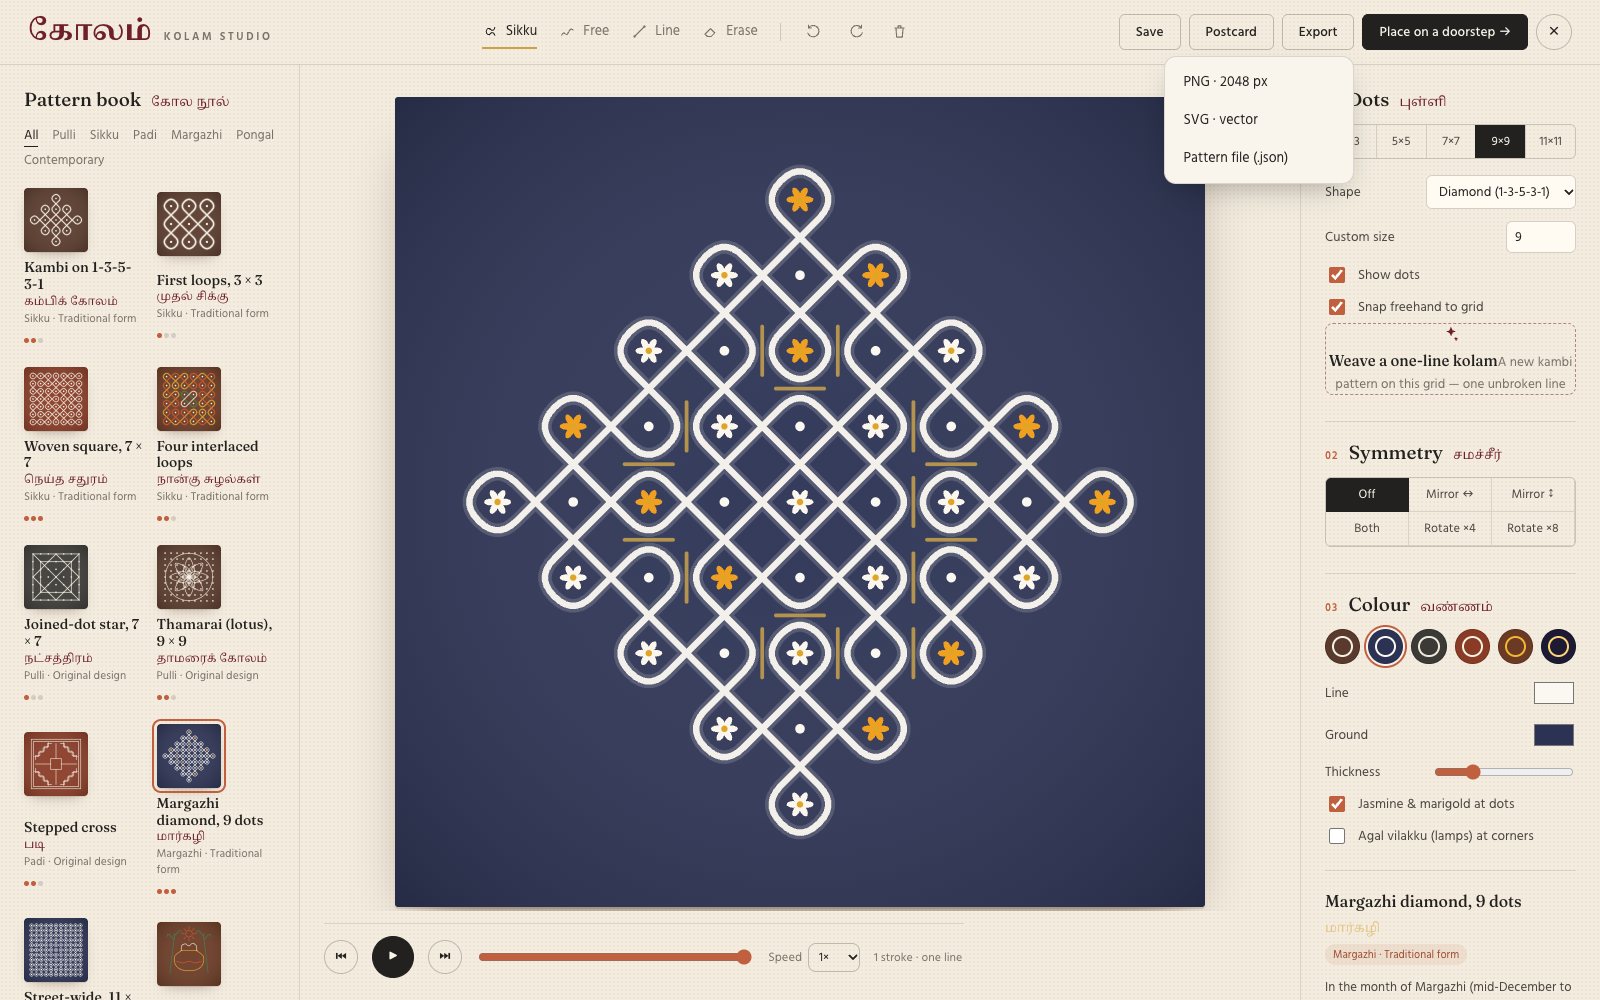 கோலம் KOLAM STUDIO
Sikku Free Line Erase
Save Postcard Export Place on a doorstep → ✕
PNG · 2048 px
SVG · vector
Pattern file (.json)
Pattern book கோல நூல்
All Pulli Sikku Padi Margazhi Pongal
Contemporary
Kambi on 1-3-5-
3-1
கம்பிக் கோலம்
Sikku · Traditional form
First loops, 3 × 3
முதல் சிக்கு
Sikku · Traditional form
Woven square, 7 ×
7
நெய்த சதுரம்
Sikku · Traditional form
Four interlaced
loops
நான்கு சுழல்கள்
Sikku · Traditional form
Joined-dot star, 7
× 7
நட்சத்திரம்
Pulli · Original design
Thamarai (lotus),
9 × 9
தாமரைக் கோலம்
Pulli · Original design
Stepped cross
படி
Padi · Original design
Margazhi
diamond, 9 dots
மார்கழி
Margazhi · Traditional
form
Street-wide, 11 ×
Speed 1× 1 stroke · one line
Dots புள்ளி
3 5×5 7×7 9×9 11×11
Shape Diamond (1-3-5-3-1)
Custom size 9
Show dots
Snap freehand to grid
Weave a one-line kolam A new kambi
pattern on this grid — one unbroken line
02 Symmetry சமச்சீர்
Off Mirror ↔ Mirror ↕
Both Rotate ×4 Rotate ×8
03 Colour வண்ணம்
Line
Ground
Thickness
Jasmine & marigold at dots
Agal vilakku (lamps) at corners
Margazhi diamond, 9 dots
மார்கழி
Margazhi · Traditional form
In the month of Margazhi (mid-December to